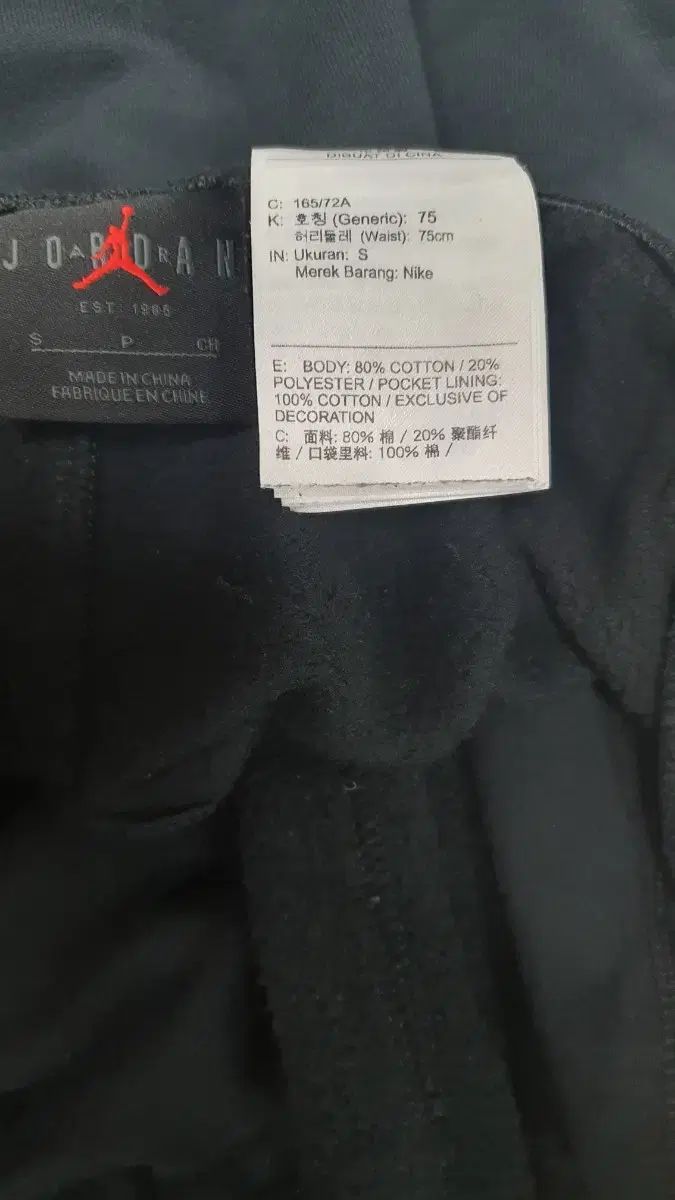 JORDAN
AIR
EST. 1985
S P CH
MADE IN CHINA
FABRIQUE EN CHINE
DIBUAT DI CINA
C: 165/72A
K: 호칭 (Generic): 75
허리둘레 (Waist): 75cm
IN: Ukuran: S
Merek Barang: Nike
E: BODY: 80% COTTON / 20%
POLYESTER / POCKET LINING:
100% COTTON / EXCLUSIVE OF
DECORATION
C: 面料: 80% 棉 / 20% 聚酯纤
维 / 口袋里料: 100% 棉 /